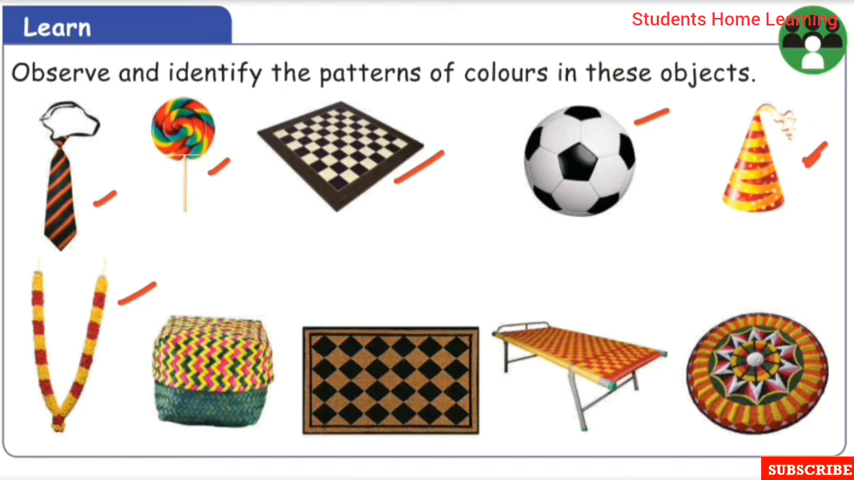 Learn
Students Home Learning
Observe and identify the patterns of colours in these objects.
SUBSCRIBE